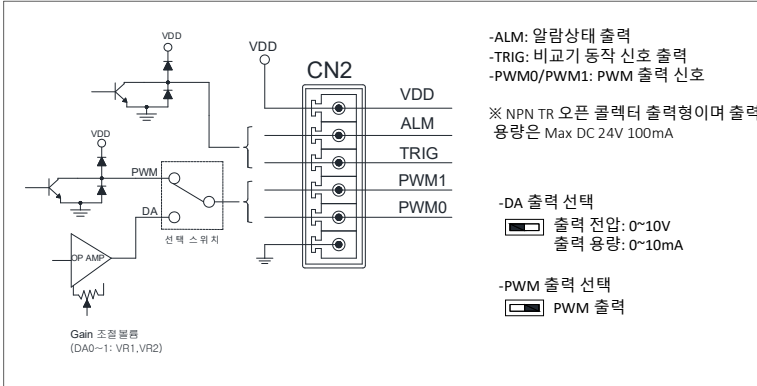 VDD
VDD
CN2
VDD
ALM
TRIG
PWM1
PWM0
VDD
PWM
DA
선택 스위치
OP AMP
Gain 조절볼륨
(DA0~1: VR1,VR2)
-ALM: 알람상태 출력
-TRIG: 비교기 동작 신호 출력
-PWM0/PWM1: PWM 출력 신호
※ NPN TR 오픈 콜렉터 출력형이며 출력
용량은 Max DC 24V 100mA
-DA 출력 선택
출력 전압: 0~10V
출력 용량: 0~10mA
-PWM 출력 선택
PWM 출력